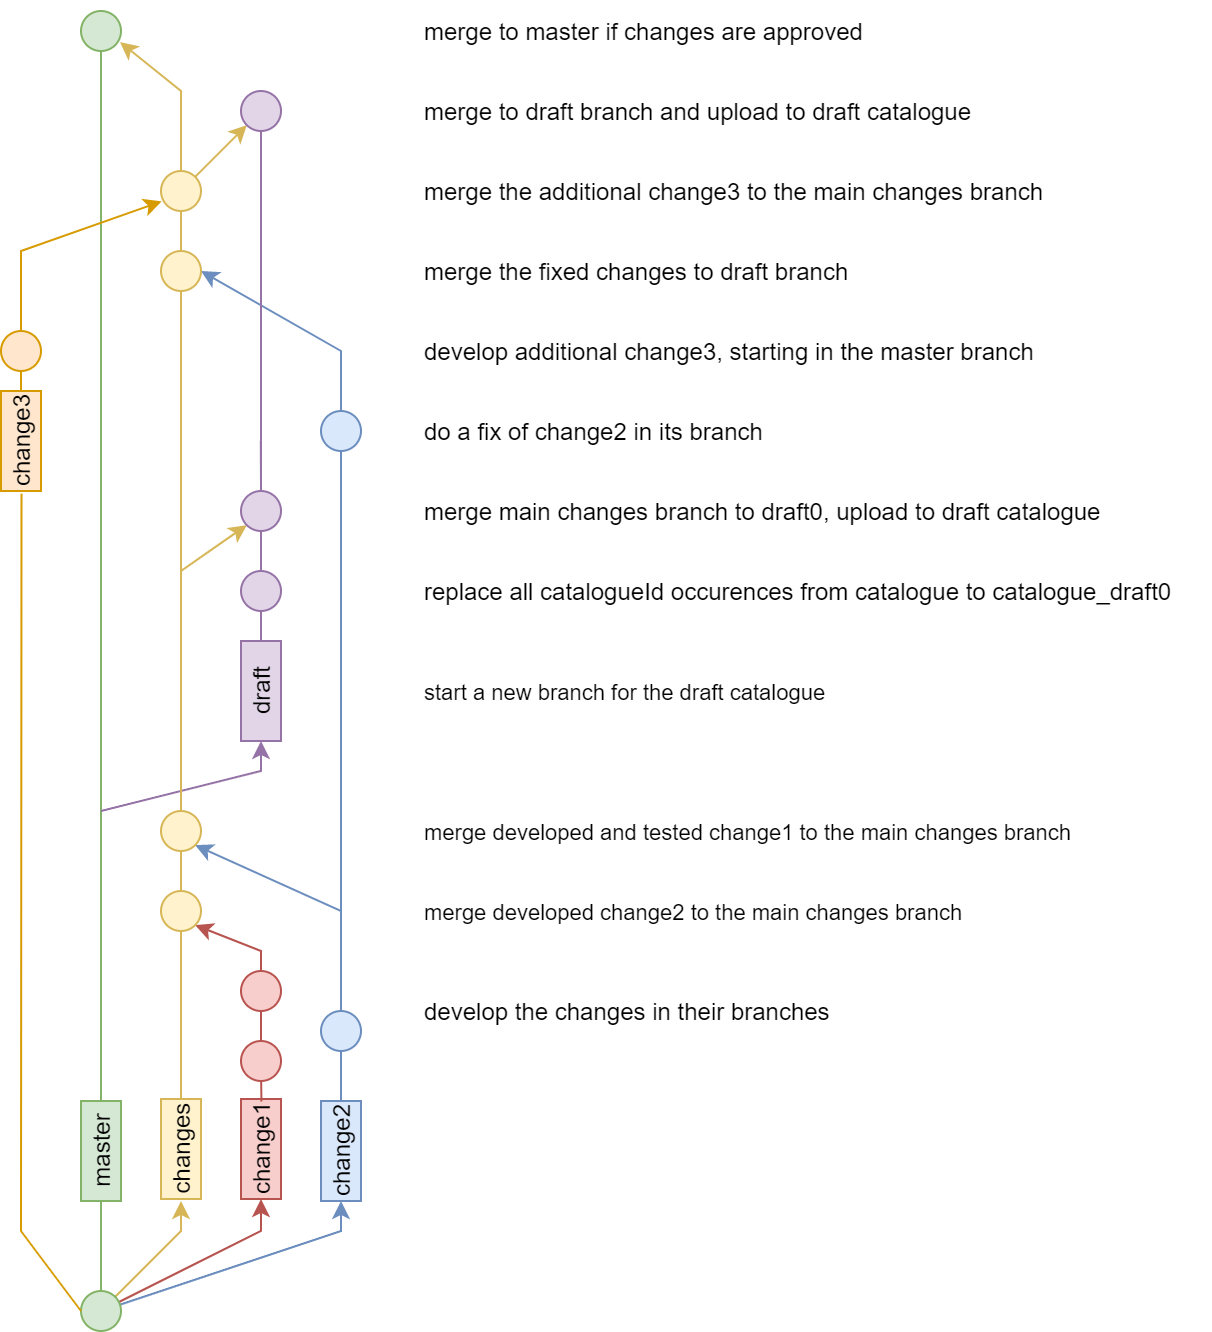 merge to master if changes are approved
merge to draft branch and upload to draft catalogue
merge the additional change3 to the main changes branch
merge the fixed changes to draft branch
develop additional change3, starting in the master branch
change3
do a fix of change2 in its branch
merge main changes branch to draft0, upload to draft catalogue
replace all catalogueId occurences from catalogue to catalogue_draft0
draft
start a new branch for the draft catalogue
merge developed and tested change1 to the main changes branch
merge developed change2 to the main changes branch
develop the changes in their branches
master
changes
change1
change2